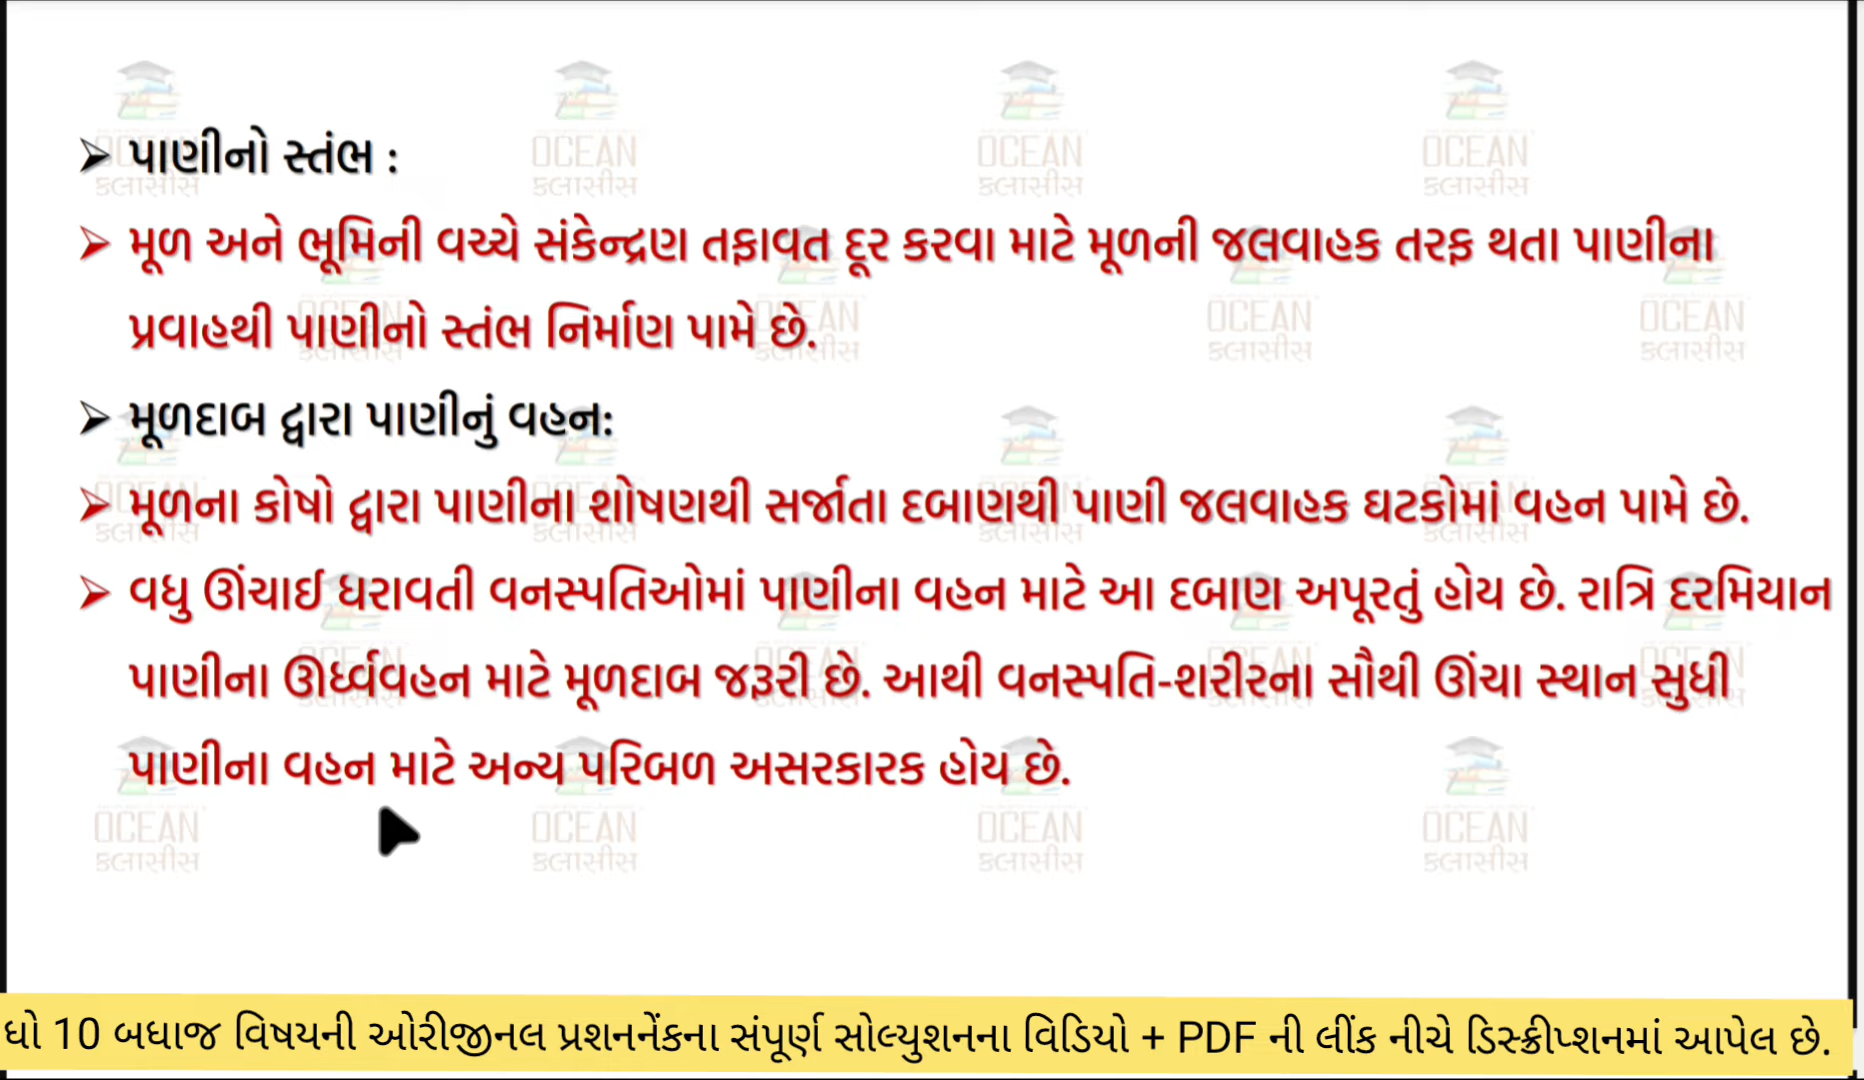 ➢ પાણીનો સ્તંભ :
➢ મૂળ અને ભૂમિની વચ્ચે સંકેન્દ્રણ તફાવત દૂર કરવા માટે મૂળની જલવાહક તરફ થતા પાણીના
પ્રવાહથી પાણીનો સ્તંભ નિર્માણ પામે છે.
➢ મૂળદાબ દ્વારા પાણીનું વહન:
➢ મૂળના કોષો દ્વારા પાણીના શોષણથી સર્જાતા દબાણથી પાણી જલવાહક ઘટકોમાં વહન પામે છે.
➢ વધુ ઊંચાઈ ધરાવતી વનસ્પતિઓમાં પાણીના વહન માટે આ દબાણ અપૂરતું હોય છે. રાત્રિ દરમિયાન
પાણીના ઊર્ધ્વવહન માટે મૂળદાબ જરૂરી છે. આથી વનસ્પતિ-શરીરના સૌથી ઊંચા સ્થાન સુધી
પાણીના વહન માટે અન્ય પરિબળ અસરકારક હોય છે.
OCEAN
ક્લાસીસ
ધો 10 બધાજ વિષયની ઓરીજીનલ પ્રશનનેંકના સંપૂર્ણ સોલ્યુશનના વિડિયો + PDF ની લીંક નીચે ડિસ્ક્રીપ્શનમાં આપેલ છે.